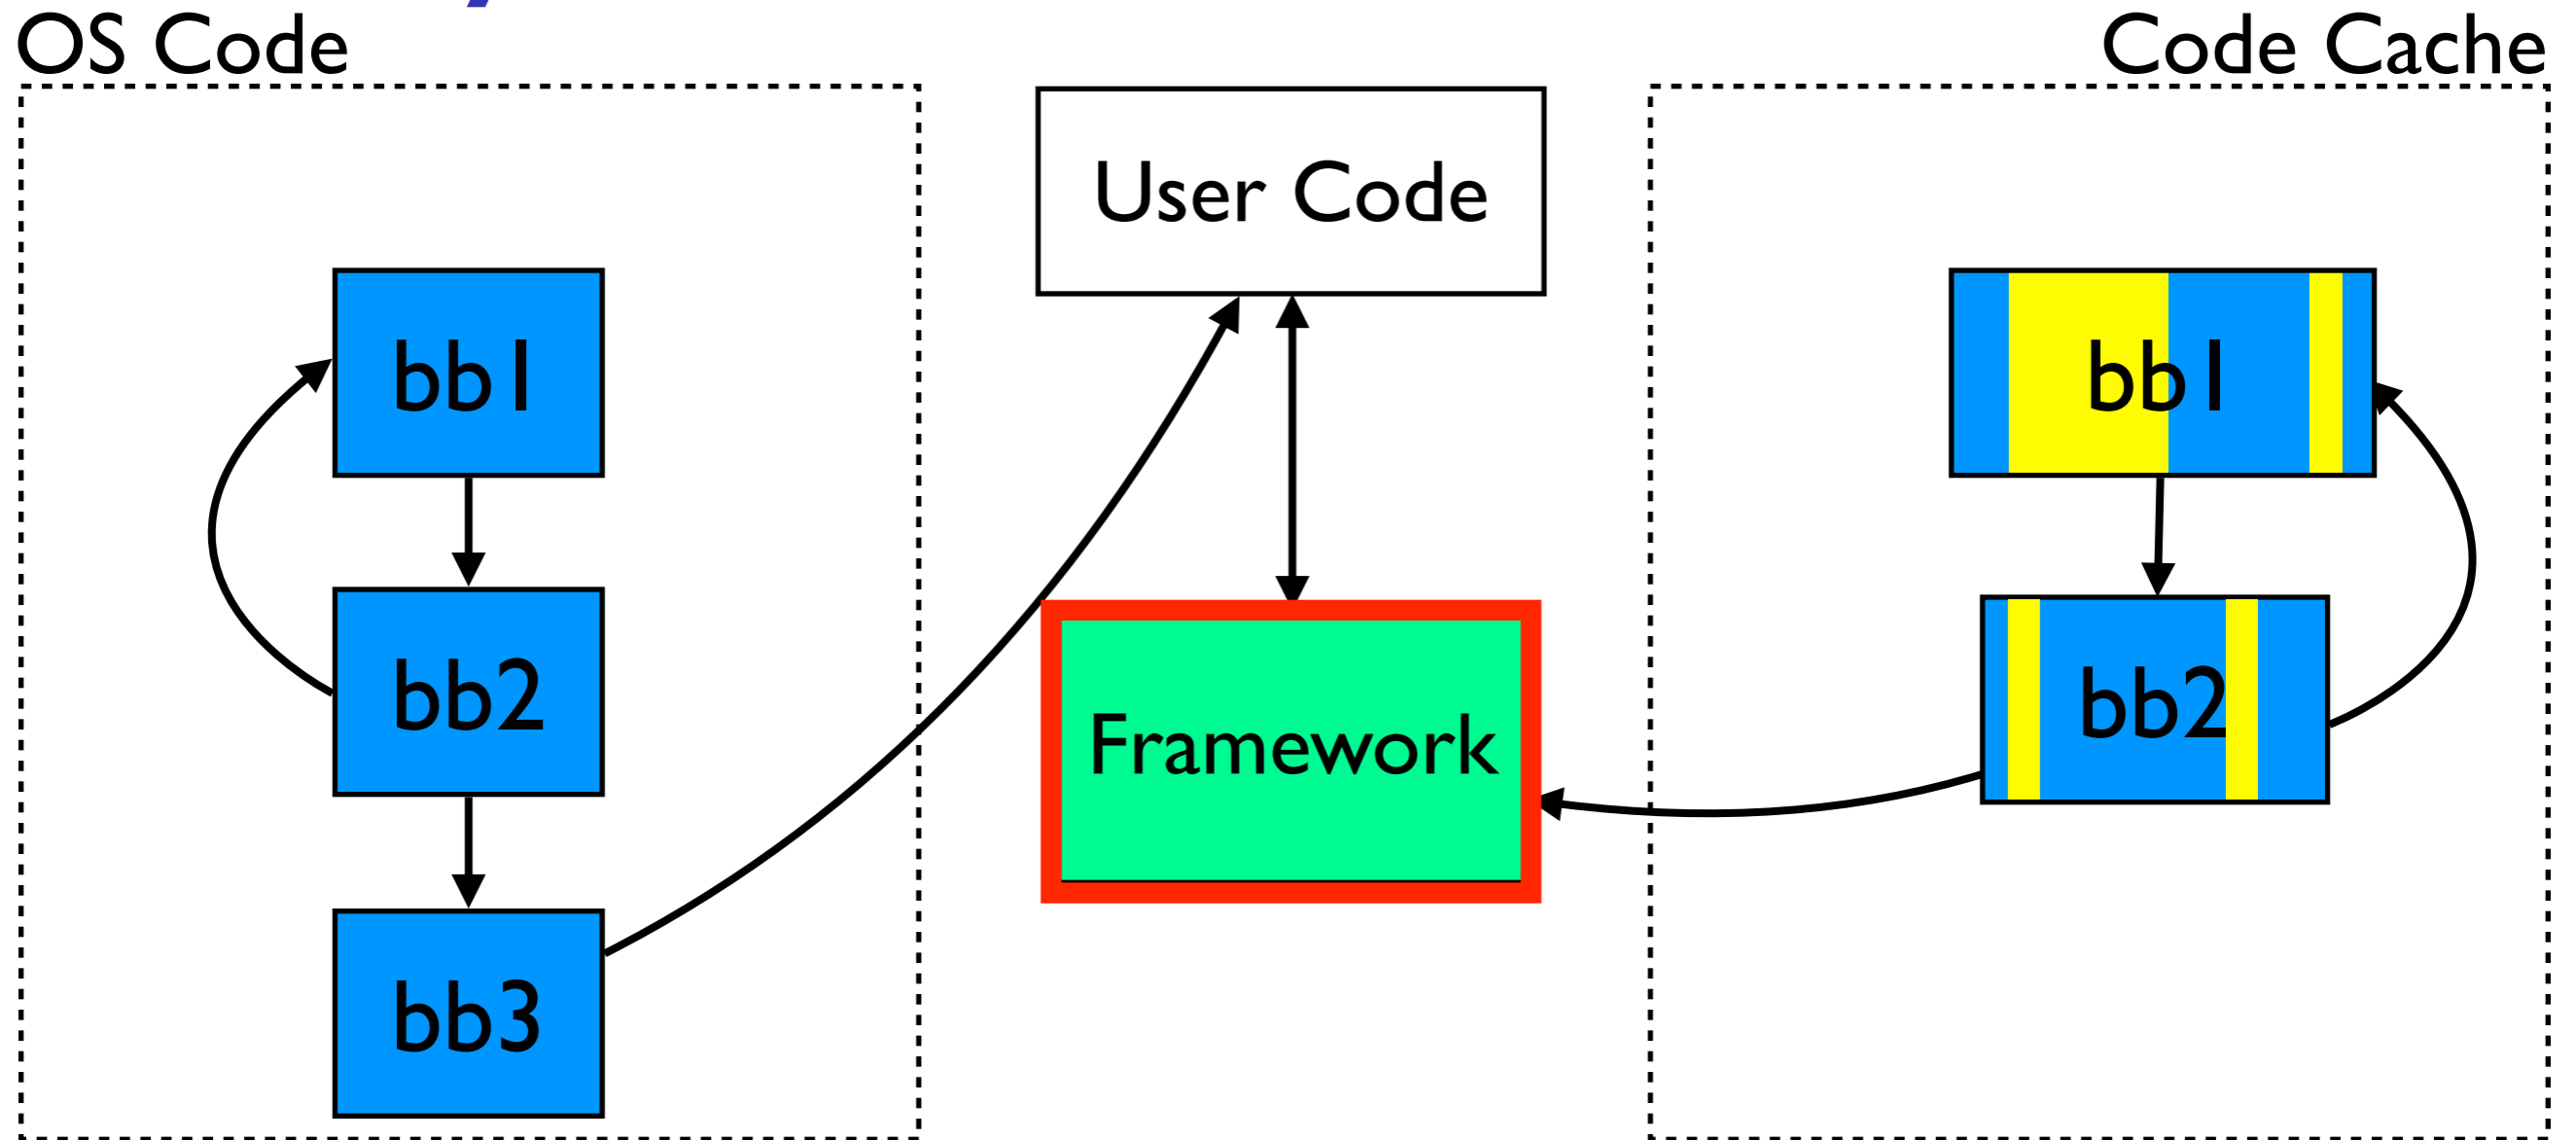 OS Code
Code Cache
User Code
bb1
bb1
bb2
bb2
Framework
bb3